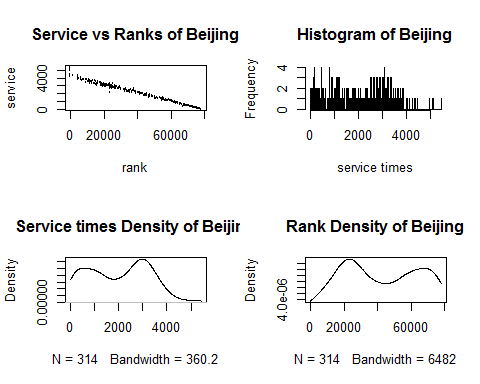 Service vs Ranks of Beijing
service
0
4000
0
20000
60000
rank
Histogram of Beijing
Frequency
0
2
4
0
2000
4000
service times
Service times Density of Beijin
Density
0.00000
0
2000
4000
N = 314 Bandwidth = 360.2
Rank Density of Beijing
Density
4.0e-06
0
20000
60000
N = 314 Bandwidth = 6482